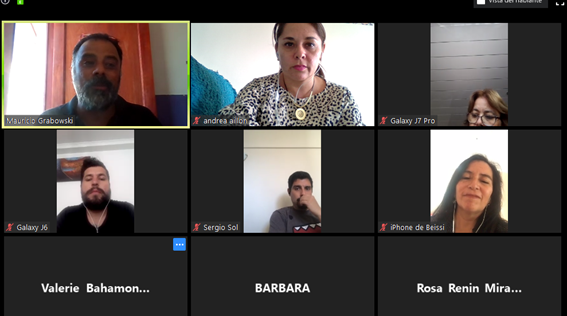 Vista del hablante
Mauricio Grabowski
andrea aillon
Galaxy J7 Pro
Galaxy J6
Sergio Sol
iPhone de Beissi
Valerie Bahamon...
BARBARA
Rosa Renin Mira...